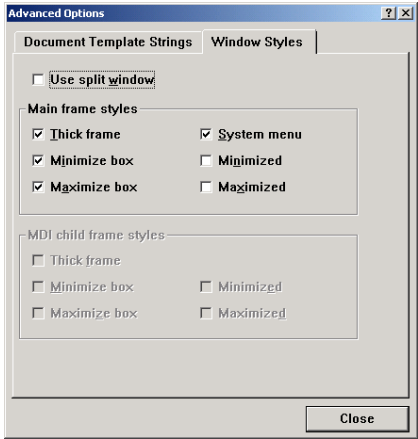 Advanced Options
Document Template Strings Window Styles
Use split window
Main frame styles
Thick frame System menu
Minimize box Minimized
Maximize box Maximized
MDI child frame styles
Thick frame
Minimize box Minimized
Maximize box Maximized
Close